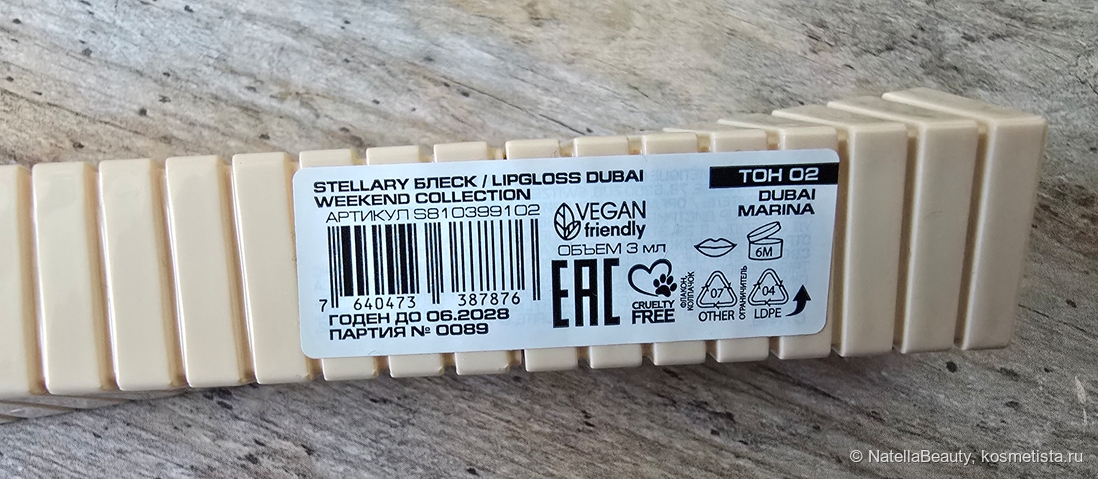 STELLARY БЛЕСК / LIPGLOSS DUBAI
WEEKEND COLLECTION
АРТИКУЛ S810399102
7 640473 387876
ГОДЕН ДО 06.2028
ПАРТИЯ № 0089
VEGAN
friendly
ОБЪЕМ 3 мл
EAC
CRUELTY
FREE
ТОН 02
DUBAI
MARINA
6M
ФЛАКОН,
КОЛПАЧОК
07
OTHER
ОГРАНИЧИТЕЛЬ
04
LDPE
© NatellaBeauty, kosmetista.ru